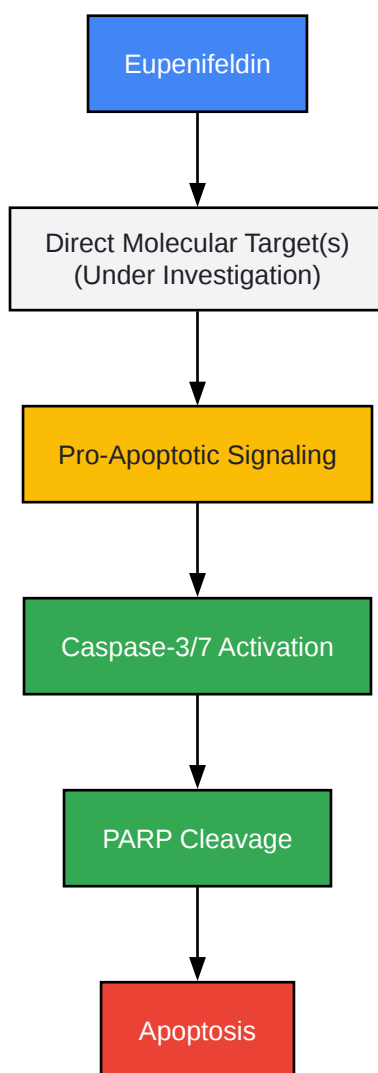 Eupenifeldin
Direct Molecular Target(s)
(Under Investigation)
Pro-Apoptotic Signaling
Caspase-3/7 Activation
PARP Cleavage
Apoptosis